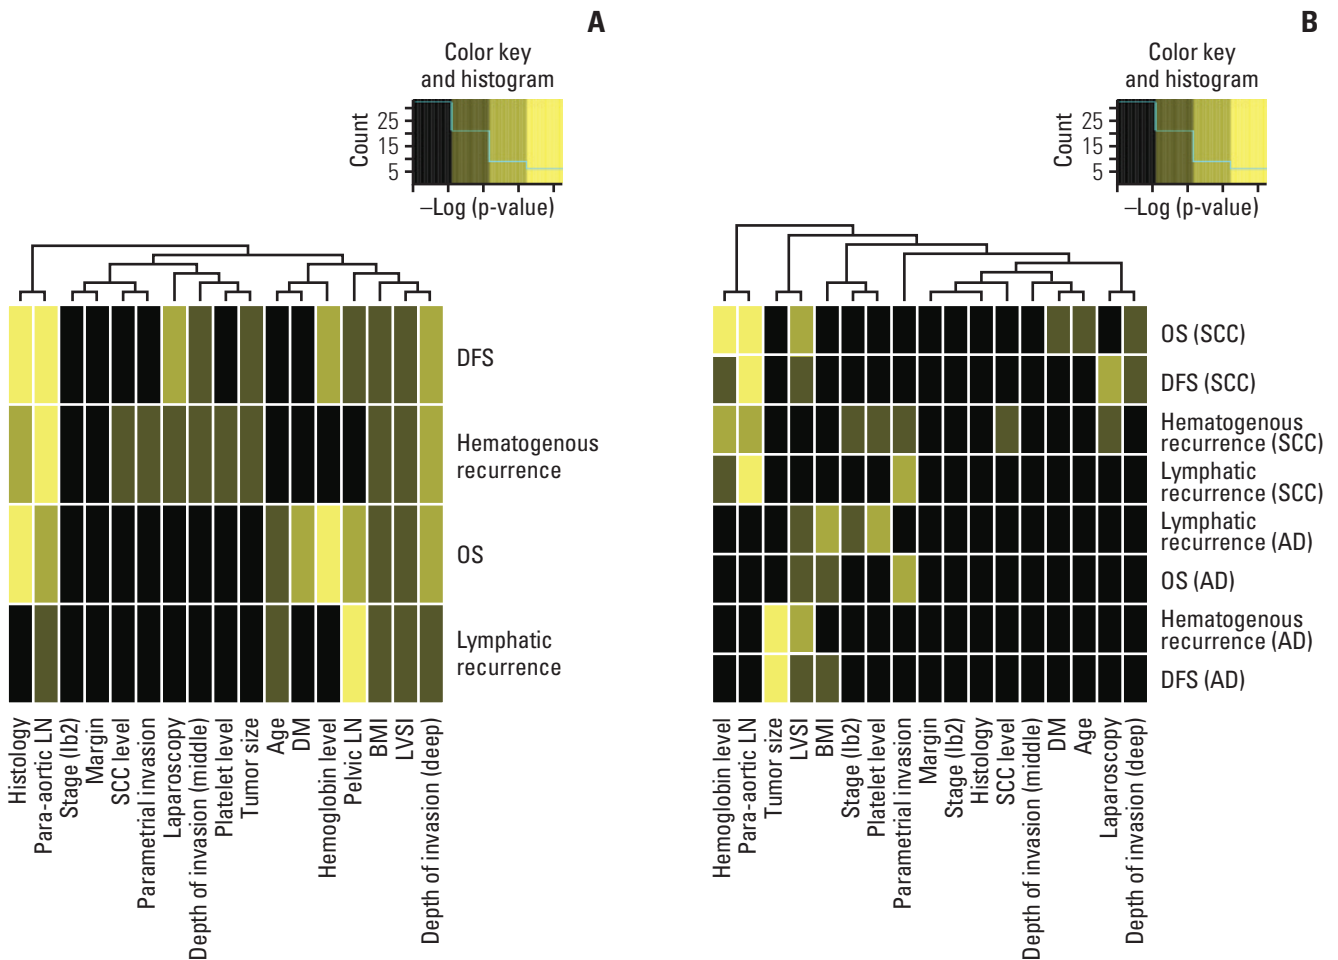 A
Color key
and histogram
Count
25
15
5
–Log (p-value)
DFS
Hematogenous
recurrence
OS
Lymphatic
recurrence
Histology
Para-aortic LN
Stage (Ib2)
Margin
SCC level
Parametrial invasion
Laparoscopy
Depth of invasion (middle)
Platelet level
Tumor size
Age
DM
Hemoglobin level
Pelvic LN
BMI
LVSI
Depth of invasion (deep)
B
Color key
and histogram
Count
25
15
5
–Log (p-value)
OS (SCC)
DFS (SCC)
Hematogenous
recurrence (SCC)
Lymphatic
recurrence (SCC)
Lymphatic
recurrence (AD)
OS (AD)
Hematogenous
recurrence (AD)
DFS (AD)
Hemoglobin level
Para-aortic LN
Tumor size
LVSI
BMI
Stage (Ib2)
Platelet level
Parametrial invasion
Margin
Stage (Ib2)
Histology
SCC level
Depth of invasion (middle)
DM
Age
Laparoscopy
Depth of invasion (deep)